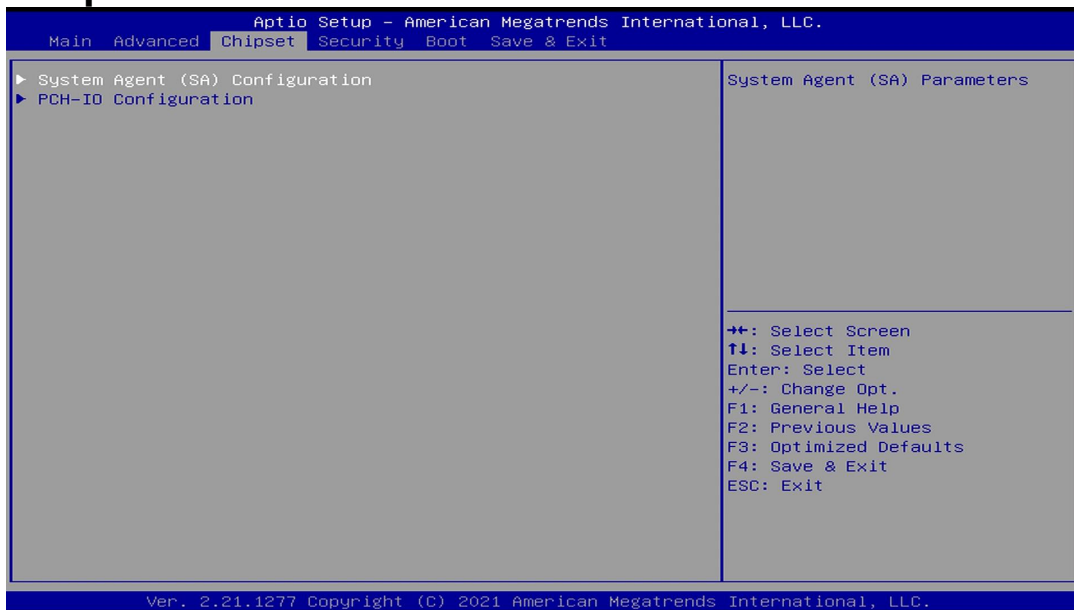 Aptio Setup – American Megatrends International, LLC.
Main Advanced Chipset Security Boot Save & Exit
▶ System Agent (SA) Configuration
▶ PCH-IO Configuration
System Agent (SA) Parameters
→←: Select Screen
↑↓: Select Item
Enter: Select
+/-: Change Opt.
F1: General Help
F2: Previous Values
F3: Optimized Defaults
F4: Save & Exit
ESC: Exit
Ver. 2.21.1277 Copyright (C) 2021 American Megatrends International, LLC.